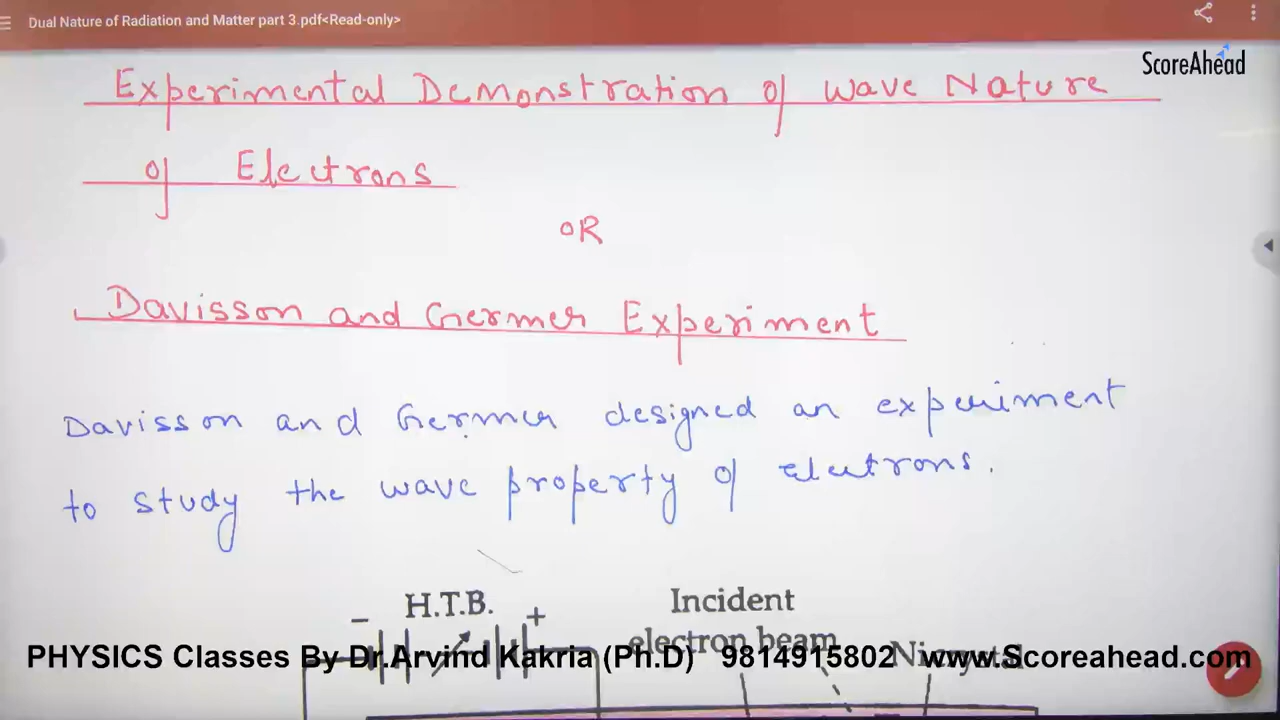 Dual Nature of Radiation and Matter part 3.pdf<Read-only>
ScoreAhead
Experimental Demonstration of wave Nature
of Electrons
OR
Davisson and Germer Experiment
Davisson and Germer designed an experiment
to study the wave property of electrons.
- H.T.B. +
Incident
electron beam
PHYSICS Classes By Dr.Arvind Kakria (Ph.D) 9814915802 www.Scoreahead.com